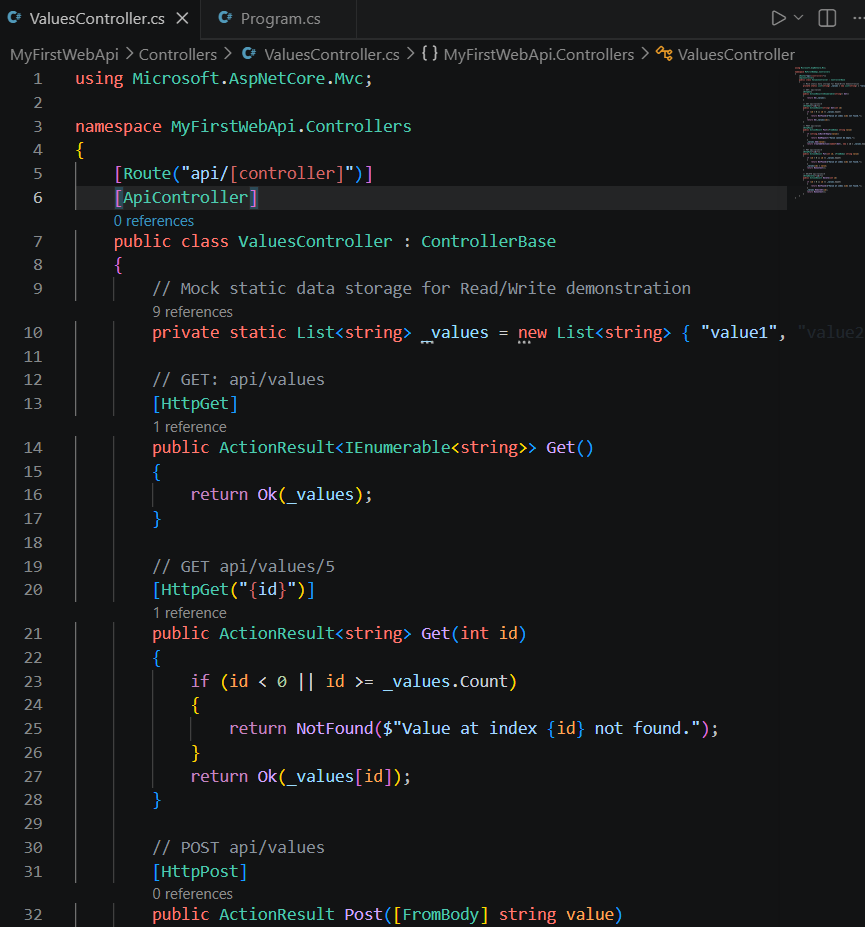 C# ValuesController.cs × C# Program.cs
MyFirstWebApi > Controllers > C# ValuesController.cs > {} MyFirstWebApi.Controllers > ValuesController
1 using Microsoft.AspNetCore.Mvc;
2
3 namespace MyFirstWebApi.Controllers
4 {
5 [Route("api/[controller]")]
6 [ApiController]
0 references
7 public class ValuesController : ControllerBase
8 {
9 // Mock static data storage for Read/Write demonstration
9 references
10 private static List<string> _values = new List<string> { "value1", "value2
11
12 // GET: api/values
13 [HttpGet]
1 reference
14 public ActionResult<IEnumerable<string>> Get()
15 {
16 return Ok(_values);
17 }
18
19 // GET api/values/5
20 [HttpGet("{id}")]
1 reference
21 public ActionResult<string> Get(int id)
22 {
23 if (id < 0 || id >= _values.Count)
24 {
25 return NotFound($"Value at index {id} not found.");
26 }
27 return Ok(_values[id]);
28 }
29
30 // POST api/values
31 [HttpPost]
0 references
32 public ActionResult Post([FromBody] string value)